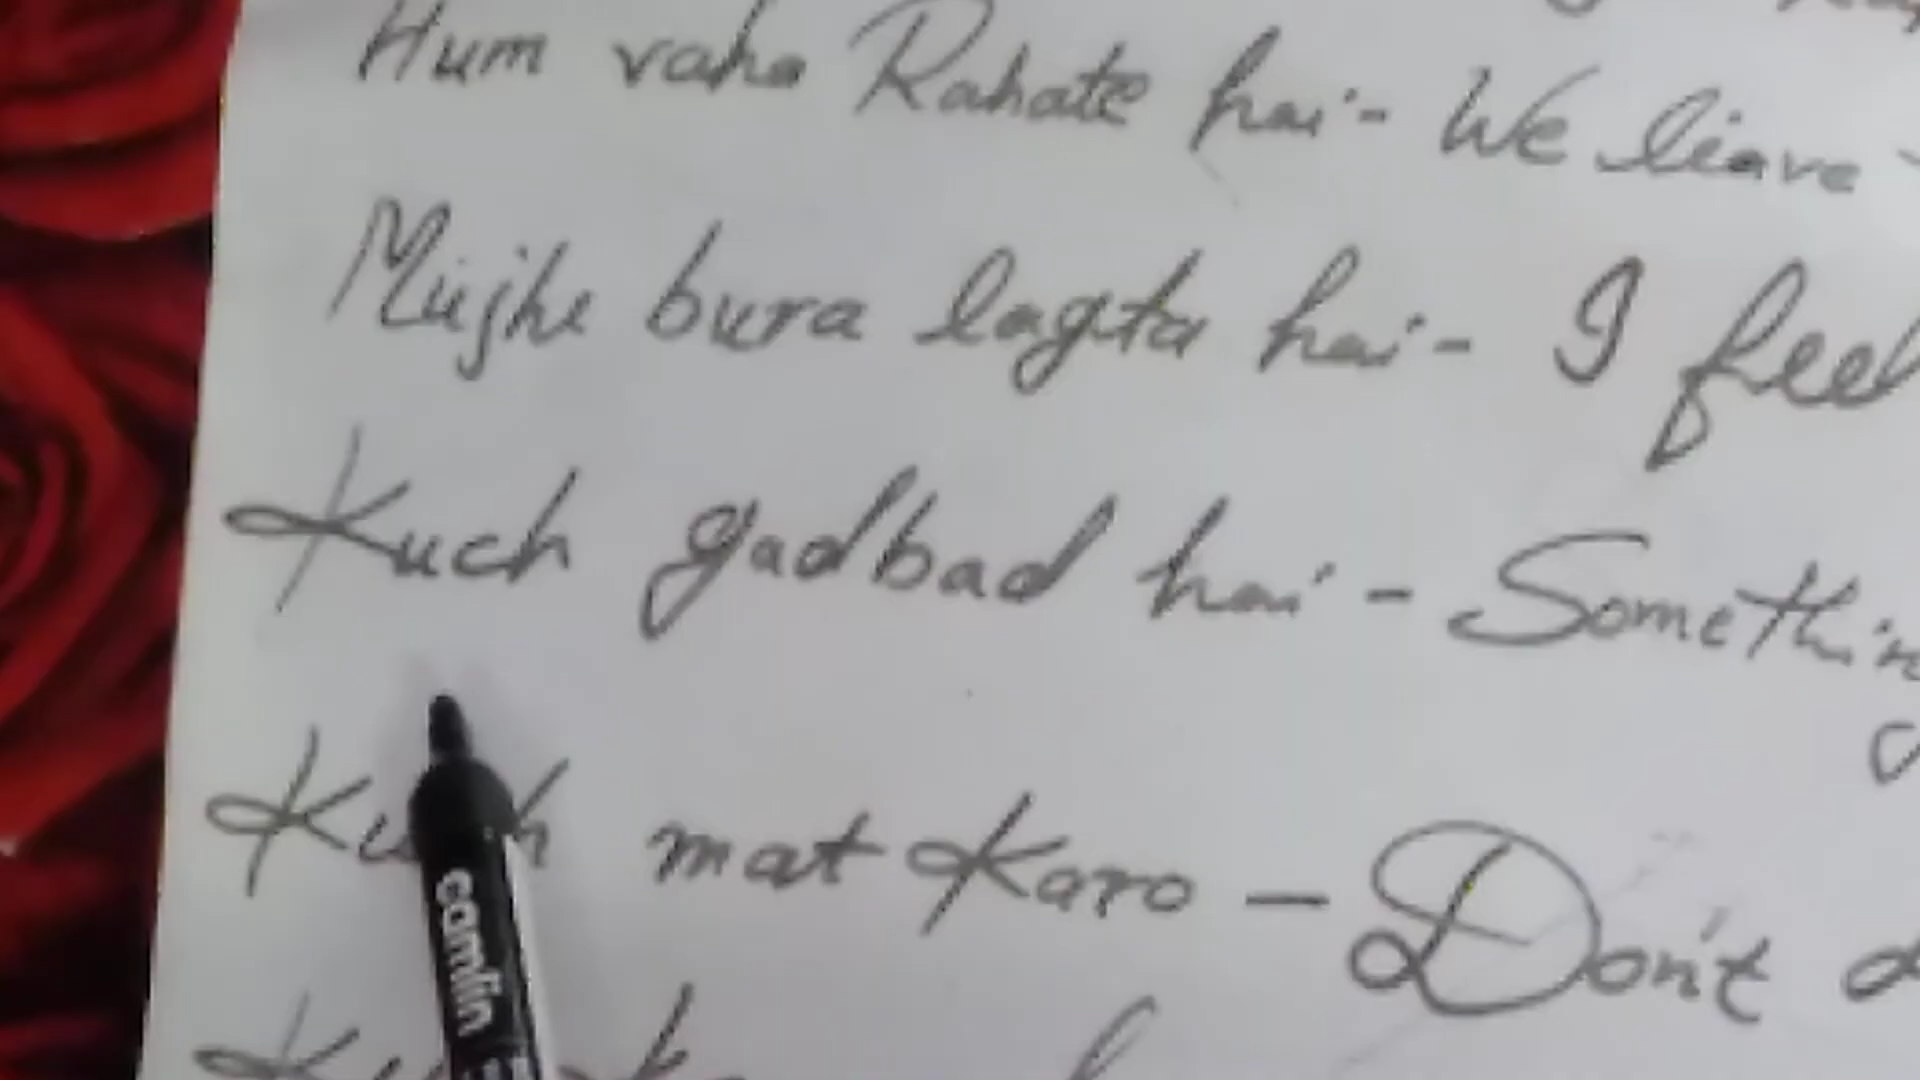 Hum vaha Rahate hai - We leave
Mujhe bura lagta hai - I feel
Kuch gadbad hai - Somethin
Kuch mat Karo - Don't
camlin